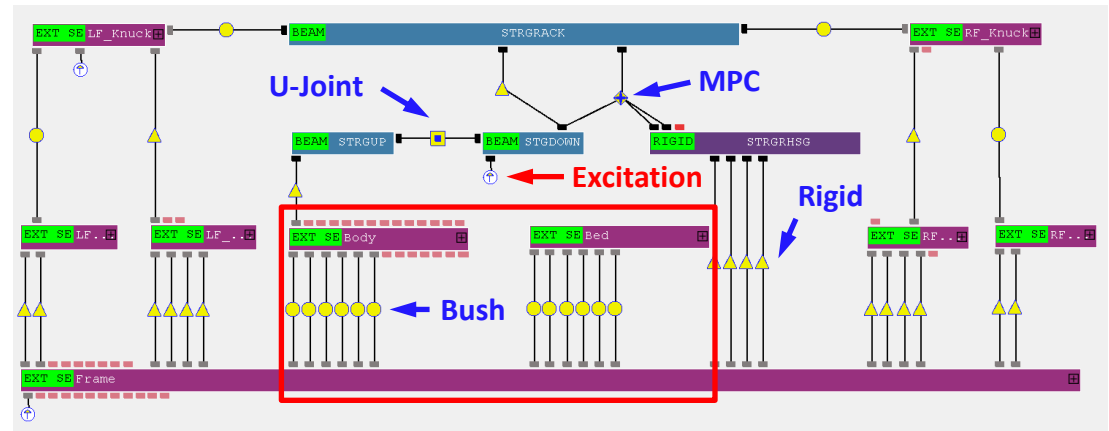 EXT SE LF_Knuck
BEAM STRGRACK
EXT SE RF_Knuck
U-Joint
MPC
BEAM STRGUP
BEAM STGDOWN
RIGID STRGRHSG
Excitation
Rigid
EXT SE LF..
EXT SE LF_..
EXT SE Body
EXT SE Bed
EXT SE RF..
EXT SE RF..
Bush
EXT SE Frame